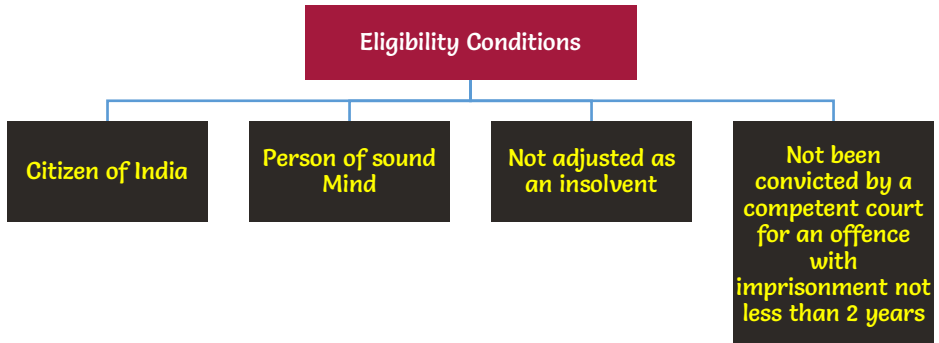 Eligibility Conditions
Citizen of India
Person of sound
Mind
Not adjusted as
an insolvent
Not been
convicted by a
competent court
for an offence
with
imprisonment not
less than 2 years